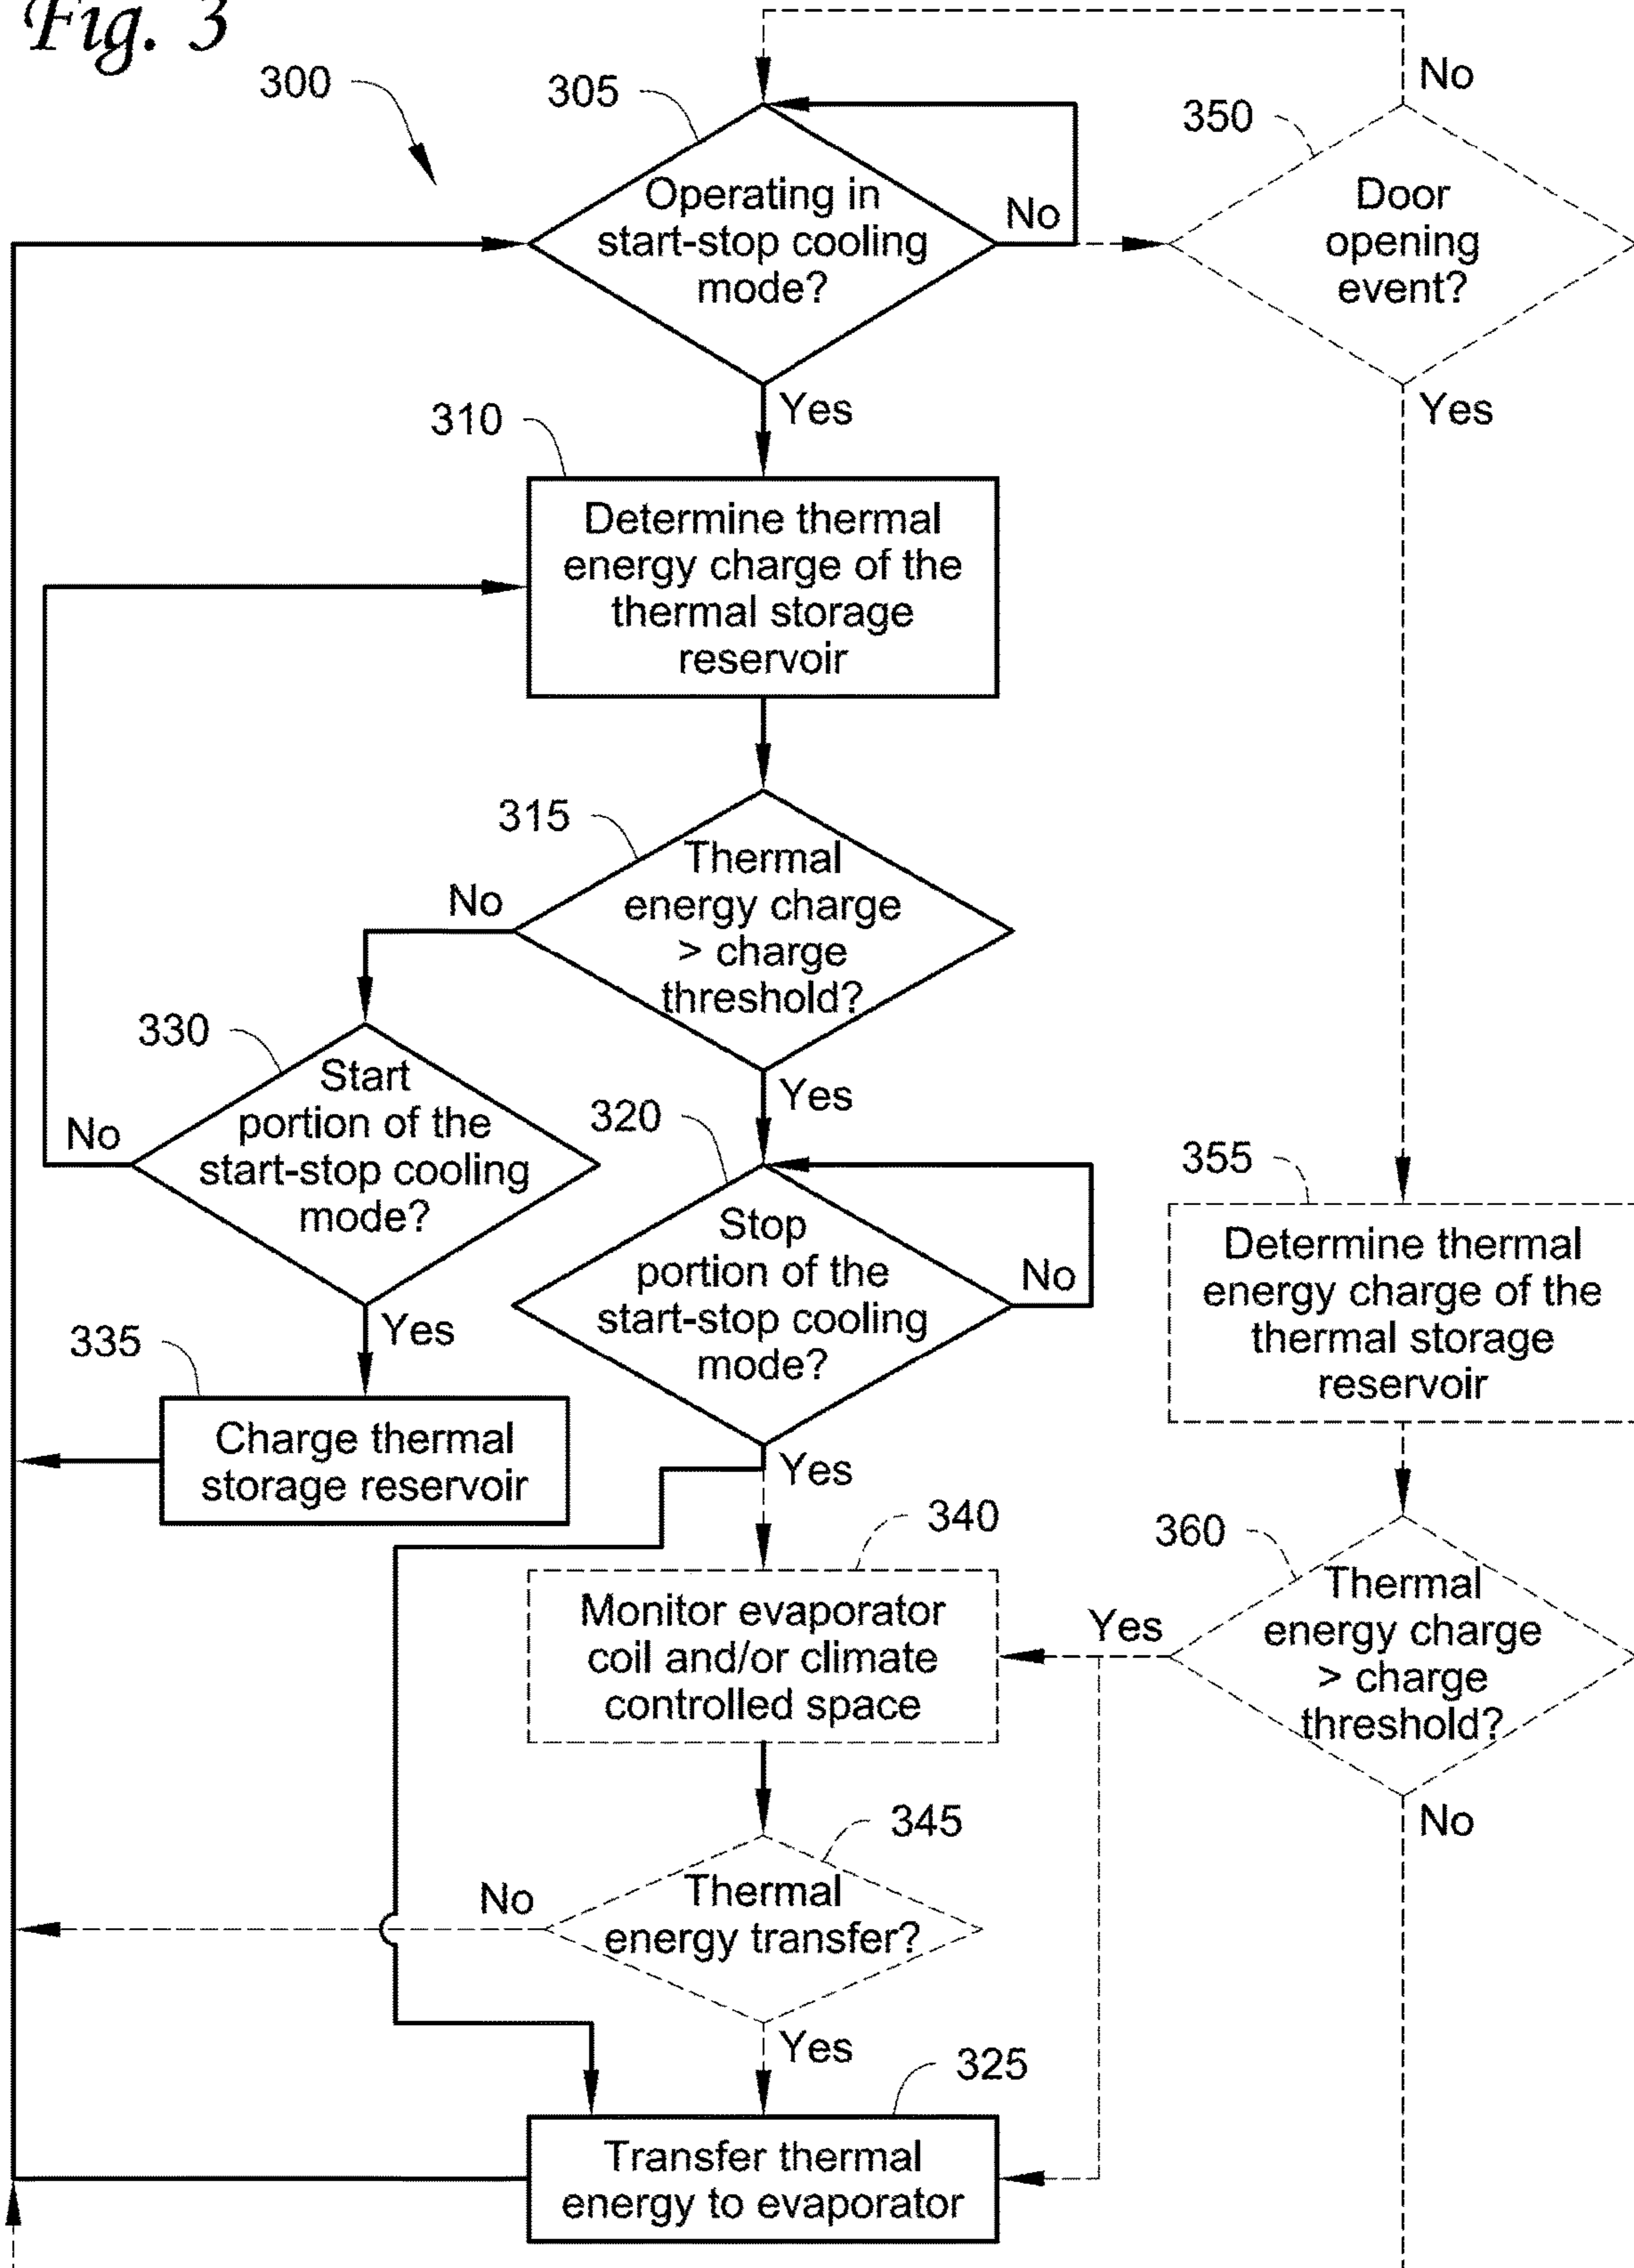 Fig. 3
300
305
Operating in
start-stop cooling
mode?
No
Yes
350
No
Door
opening
event?
Yes
310
Determine thermal
energy charge of the
thermal storage
reservoir
315
Thermal
energy charge
> charge
threshold?
No
Yes
330
Start
portion of the
start-stop cooling
mode?
No
Yes
320
Stop
portion of the
start-stop cooling
mode?
No
Yes
335
Charge thermal
storage reservoir
355
Determine thermal
energy charge of the
thermal storage
reservoir
340
Monitor evaporator
coil and/or climate
controlled space
360
Thermal
energy charge
> charge
threshold?
Yes
No
345
Thermal
energy transfer?
No
Yes
325
Transfer thermal
energy to evaporator